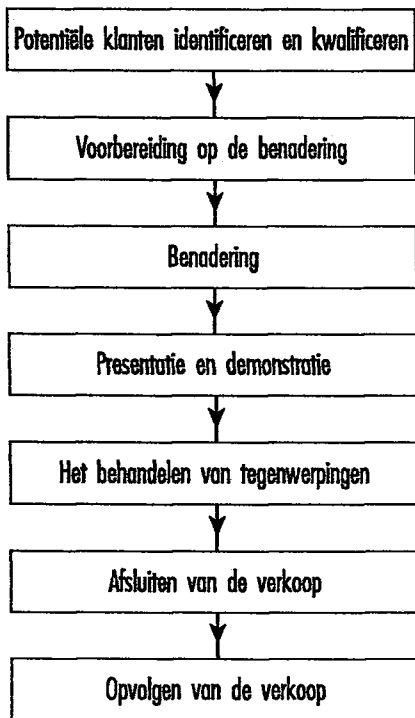 Potentiële klanten identificeren en kwalificeren
Voorbereiding op de benadering
Benadering
Presentatie en demonstratie
Het behandelen van tegenwerpingen
Afsluiten van de verkoop
Opvolgen van de verkoop